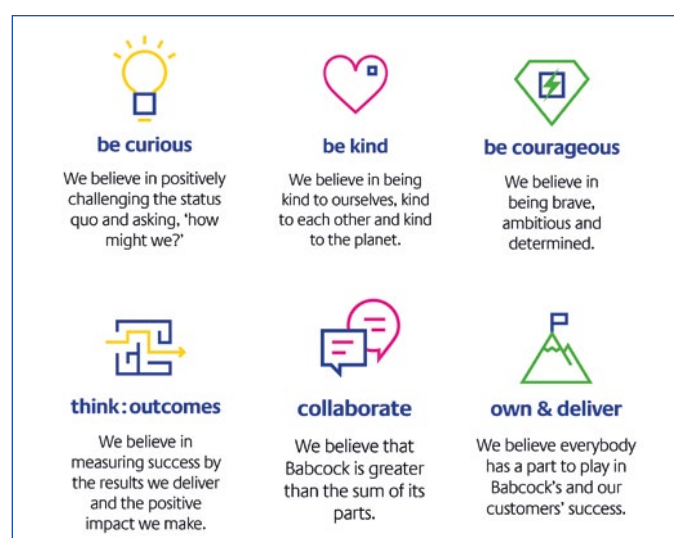 be curious
We believe in positively
challenging the status
quo and asking, ‘how
might we?’
be kind
We believe in being
kind to ourselves, kind
to each other and kind
to the planet.
be courageous
We believe in
being brave,
ambitious and
determined.
think:outcomes
We believe in
measuring success by
the results we deliver
and the positive
impact we make.
collaborate
We believe that
Babcock is greater
than the sum of its
parts.
own & deliver
We believe everybody
has a part to play in
Babcock’s and our
customers’ success.